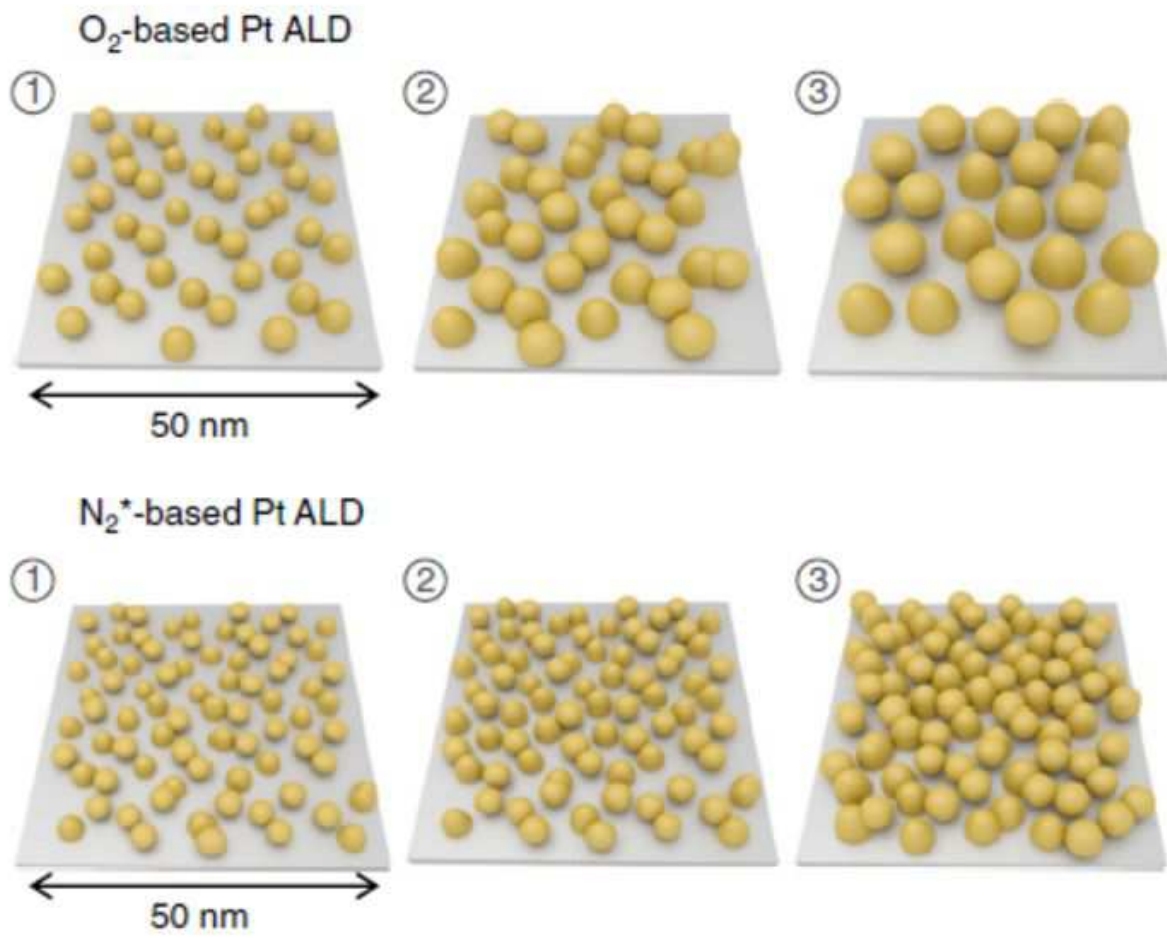 O₂-based Pt ALD
① ② ③
50 nm
N₂*-based Pt ALD
① ② ③
50 nm